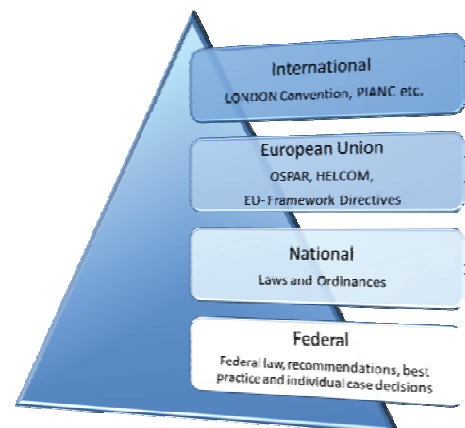 International
LONDON Convention, PIANC etc.
European Union
OSPAR, HELCOM,
EU-Framework Directives
National
Laws and Ordinances
Federal
Federal law, recommendations, best
practice and individual case decisions